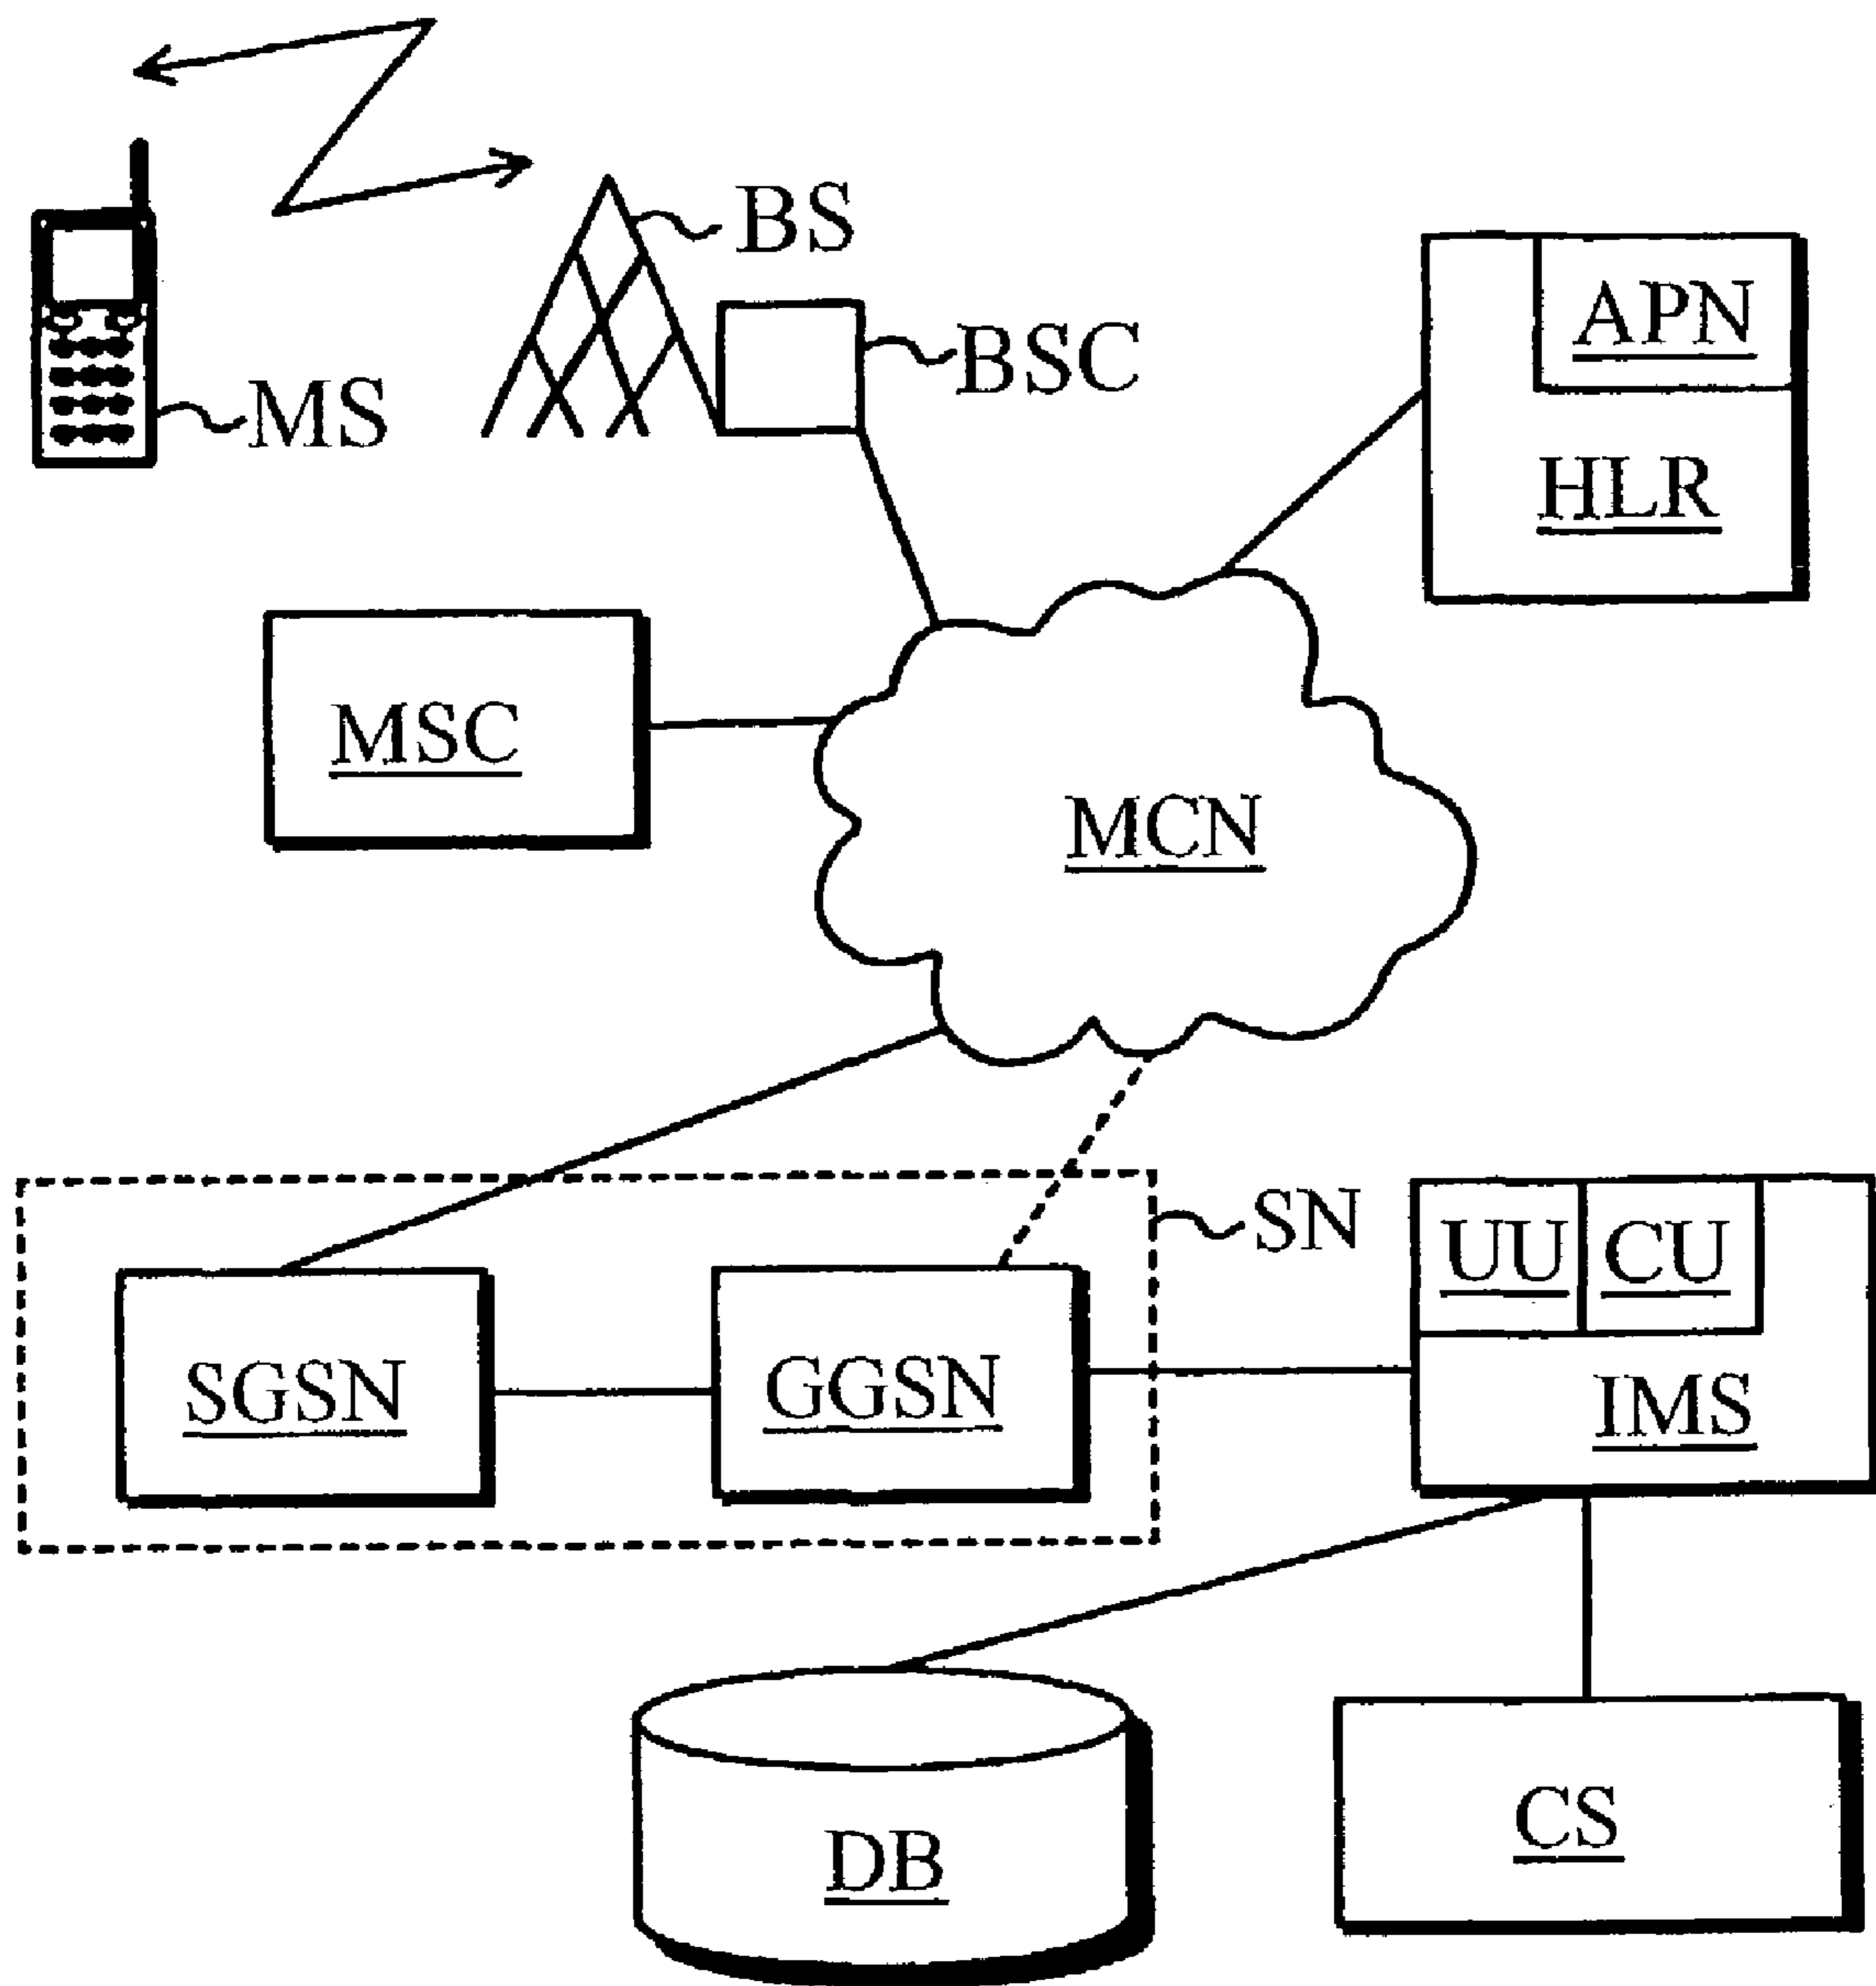 BS
APN
BSC
MS
HLR
MSC
MCN
SN
UU
CU
SGSN
GGSN
IMS
CS
DB